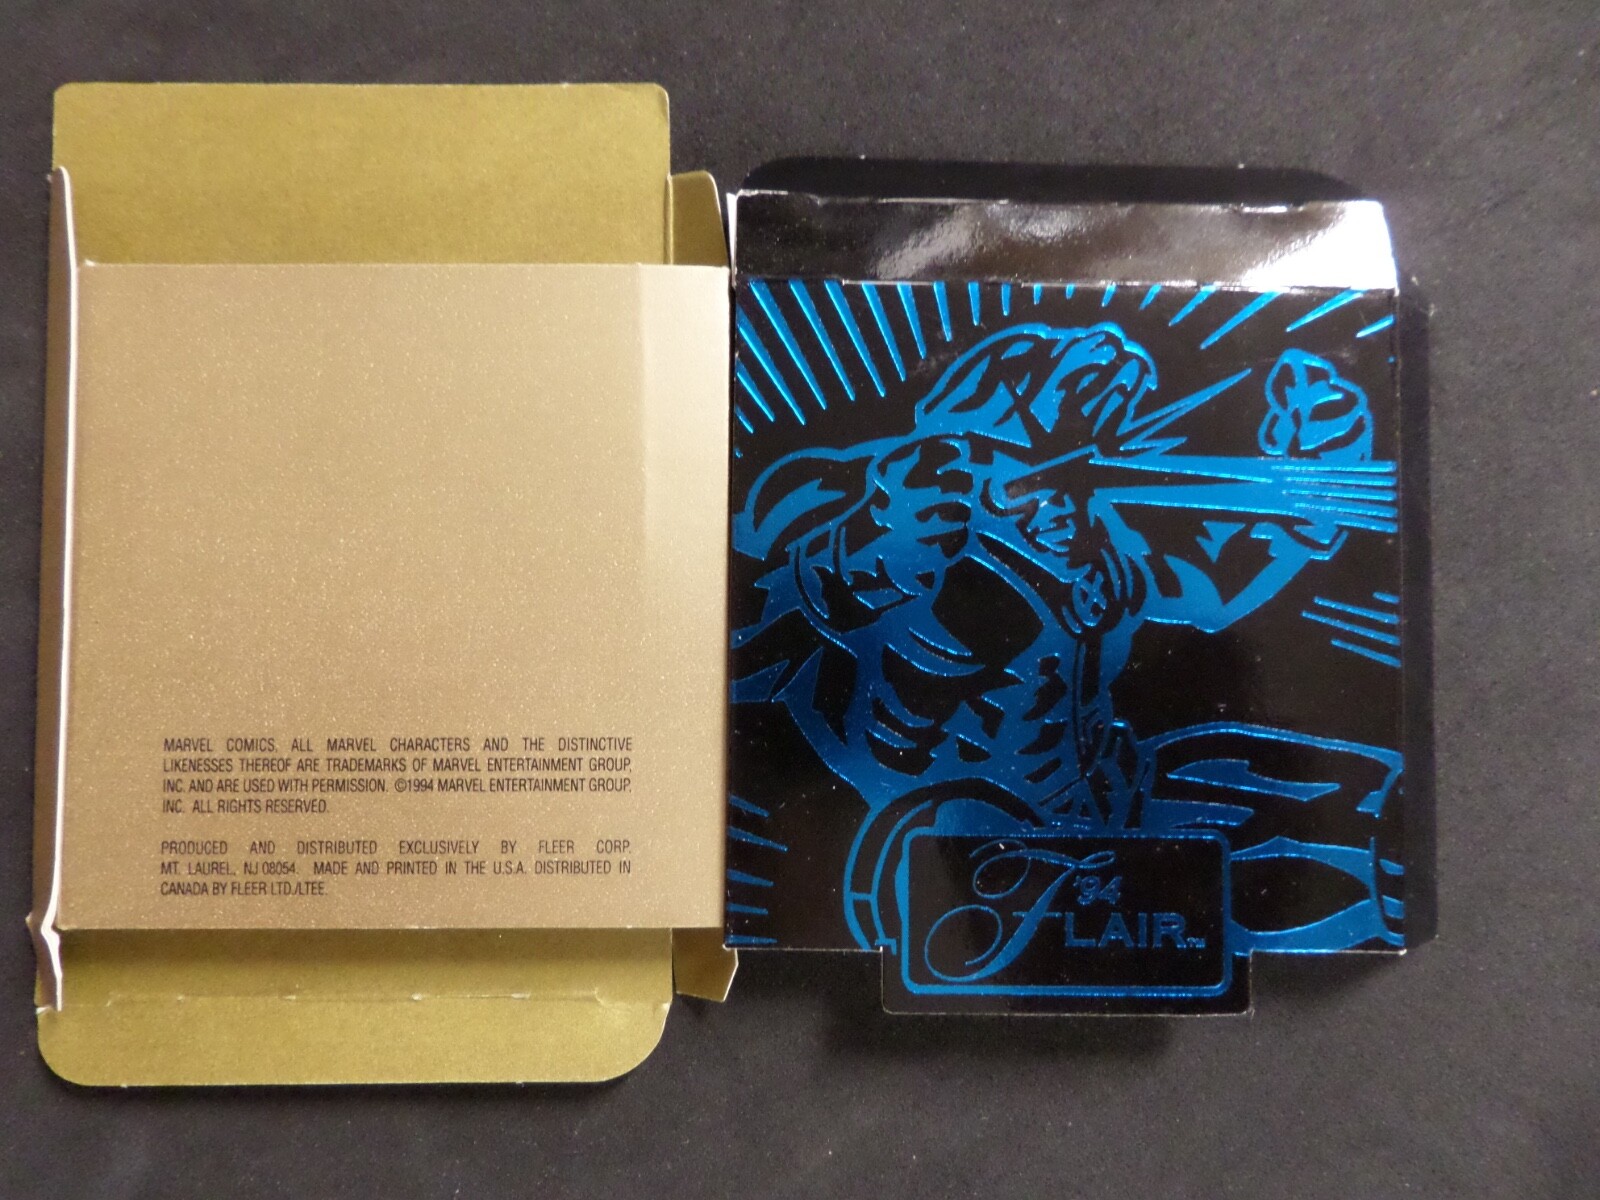 MARVEL COMICS, ALL MARVEL CHARACTERS AND THE DISTINCTIVE
LIKENESSES THEREOF ARE TRADEMARKS OF MARVEL ENTERTAINMENT GROUP,
INC. AND ARE USED WITH PERMISSION. ©1994 MARVEL ENTERTAINMENT GROUP,
INC. ALL RIGHTS RESERVED.
PRODUCED AND DISTRIBUTED EXCLUSIVELY BY FLEER CORP.
MT. LAUREL, NJ 08054. MADE AND PRINTED IN THE U.S.A. DISTRIBUTED IN
CANADA BY FLEER LTD./LTEE.
'94
FLAIR™